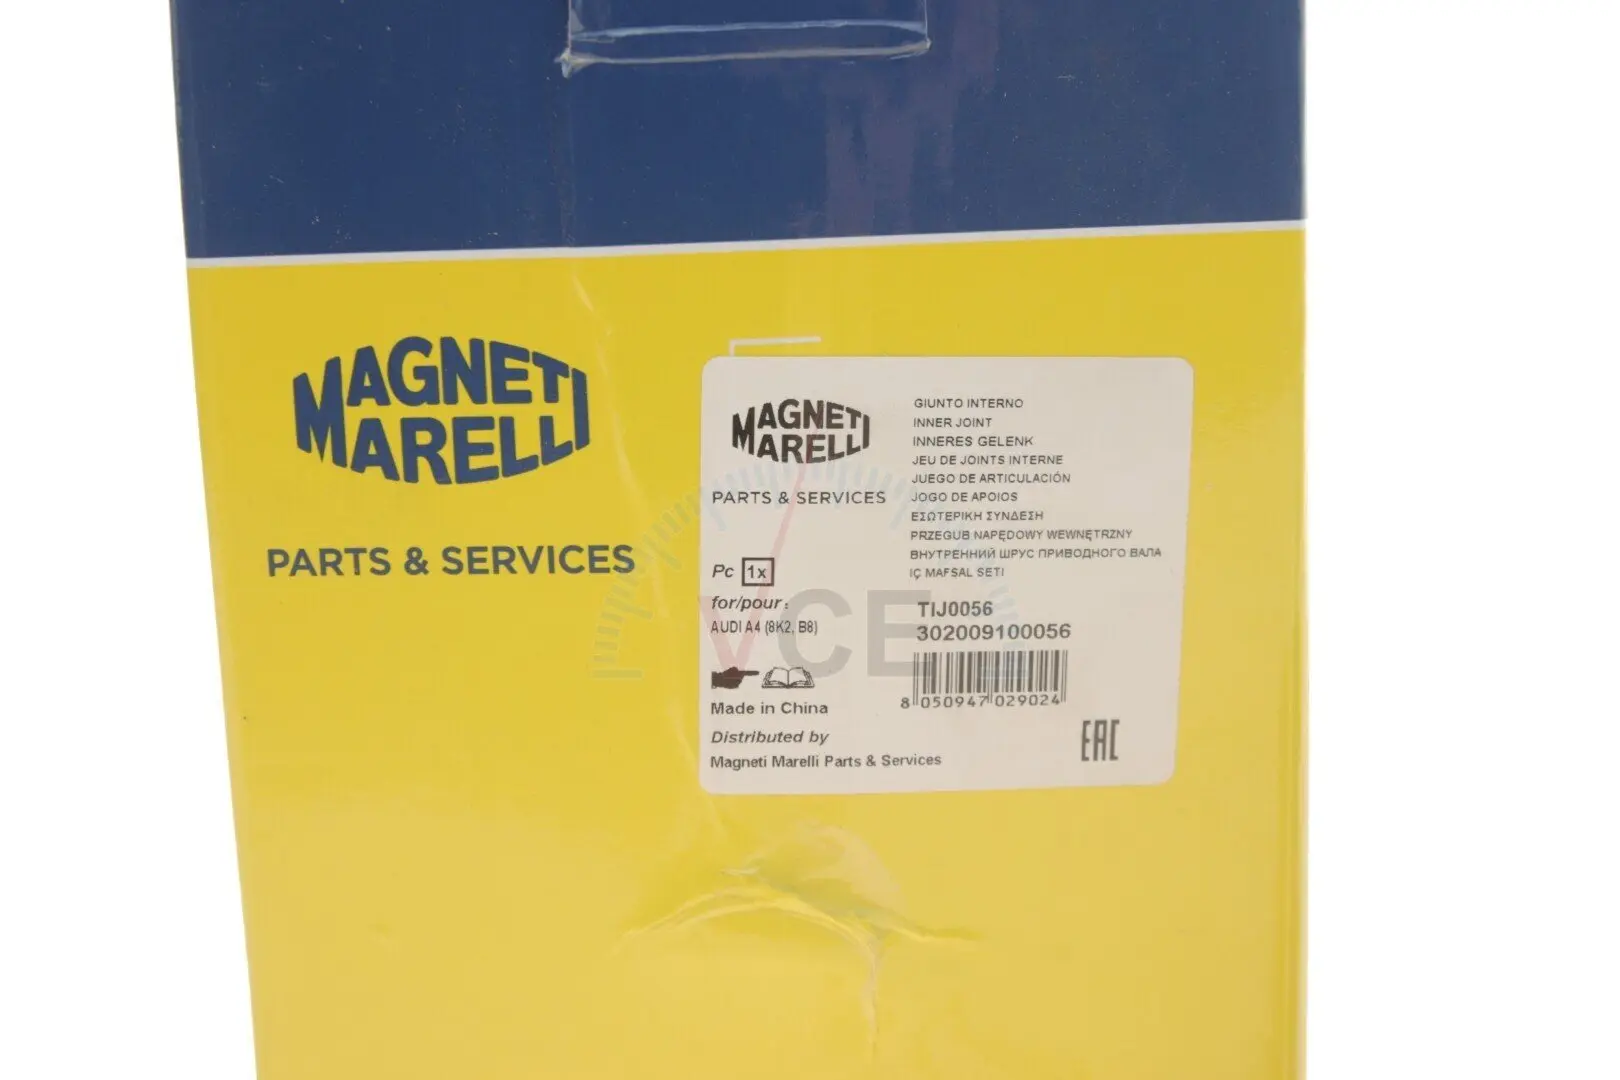 MAGNETI
MARELLI
PARTS & SERVICES
MAGNETI
MARELLI
PARTS & SERVICES
GIUNTO INTERNO
INNER JOINT
INNERES GELENK
JEU DE JOINTS INTERNE
JUEGO DE ARTICULACIÓN
JOGO DE APOIOS
ΕΣΩΤΕΡΙΚΗ ΣΥΝΔΕΣΗ
PRZEGUB NAPĘDOWY WEWNĘTRZNY
ВНУТРЕННИЙ ШРУС ПРИВОДНОГО ВАЛА
IÇ MAFSAL SETI
Pc 1x
for/pour:
AUDI A4 (8K2, B8)
TIJ0056
302009100056
8 050947 029024
Made in China
Distributed by
Magneti Marelli Parts & Services
EAC
VCE